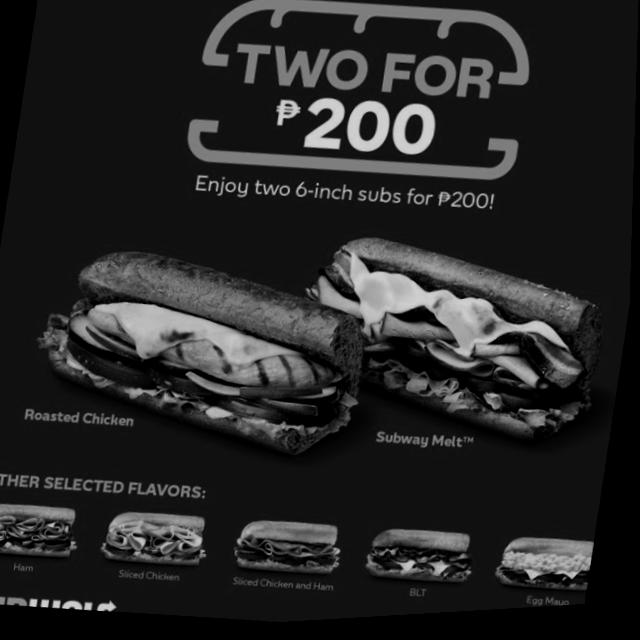 TWO FOR
₱200
Enjoy two 6-inch subs for ₱200!
Roasted Chicken
Subway Melt™
THER SELECTED FLAVORS:
Ham
Sliced Chicken
Sliced Chicken and Ham
BLT
Egg Mayo